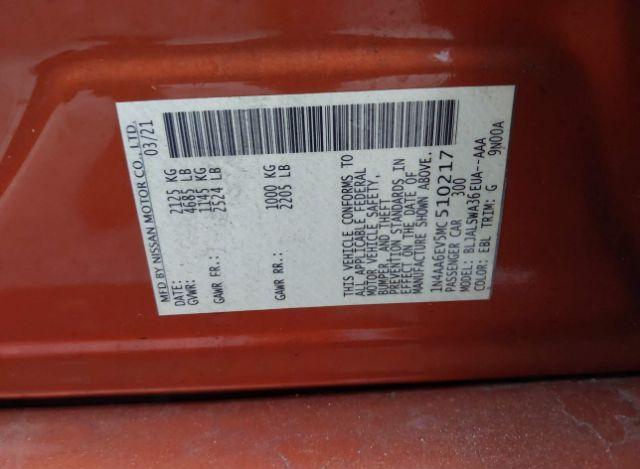 MFD BY NISSAN MOTOR CO., LTD.
DATE: 03/21
GVWR: 2125 KG
4685 LB
GAWR FR: 1145 KG
2524 LB
GAWR RR: 1000 KG
2205 LB
THIS VEHICLE CONFORMS TO
ALL APPLICABLE FEDERAL
MOTOR VEHICLE SAFETY,
BUMPER, AND THEFT
PREVENTION STANDARDS IN
EFFECT ON THE DATE OF
MANUFACTURE SHOWN ABOVE.
1N4AA6EV5MC510217
PASSENGER CAR 300
MODEL: BLJALSWA36EUA--AAA
COLOR: EBL TRIM: G 9N00A